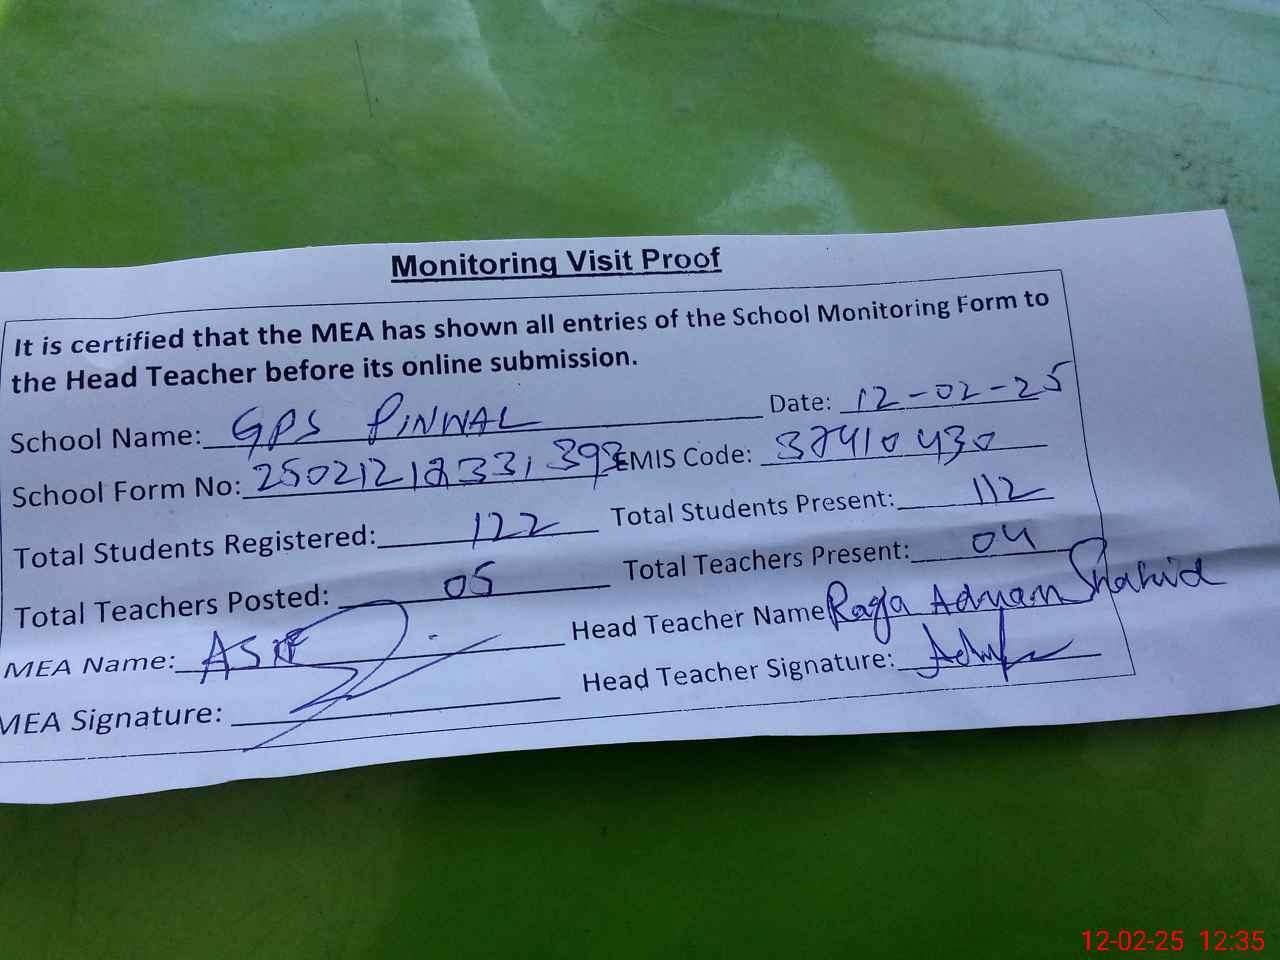 Monitoring Visit Proof
It is certified that the MEA has shown all entries of the School Monitoring Form to
the Head Teacher before its online submission.
School Name: GPS PINWAL Date: 12-02-25
School Form No: EMIS Code: 37410430
Total Students Registered: 122 Total Students Present: 112
Total Teachers Posted: 05 Total Teachers Present: 04
MEA Name: ASIF Head Teacher Name Raja Adnan Shahid
MEA Signature: Head Teacher Signature:
12-02-25 12:35